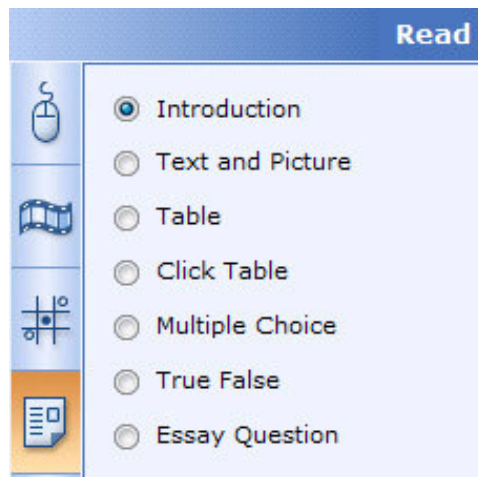 Read
Introduction
Text and Picture
Table
Click Table
Multiple Choice
True False
Essay Question